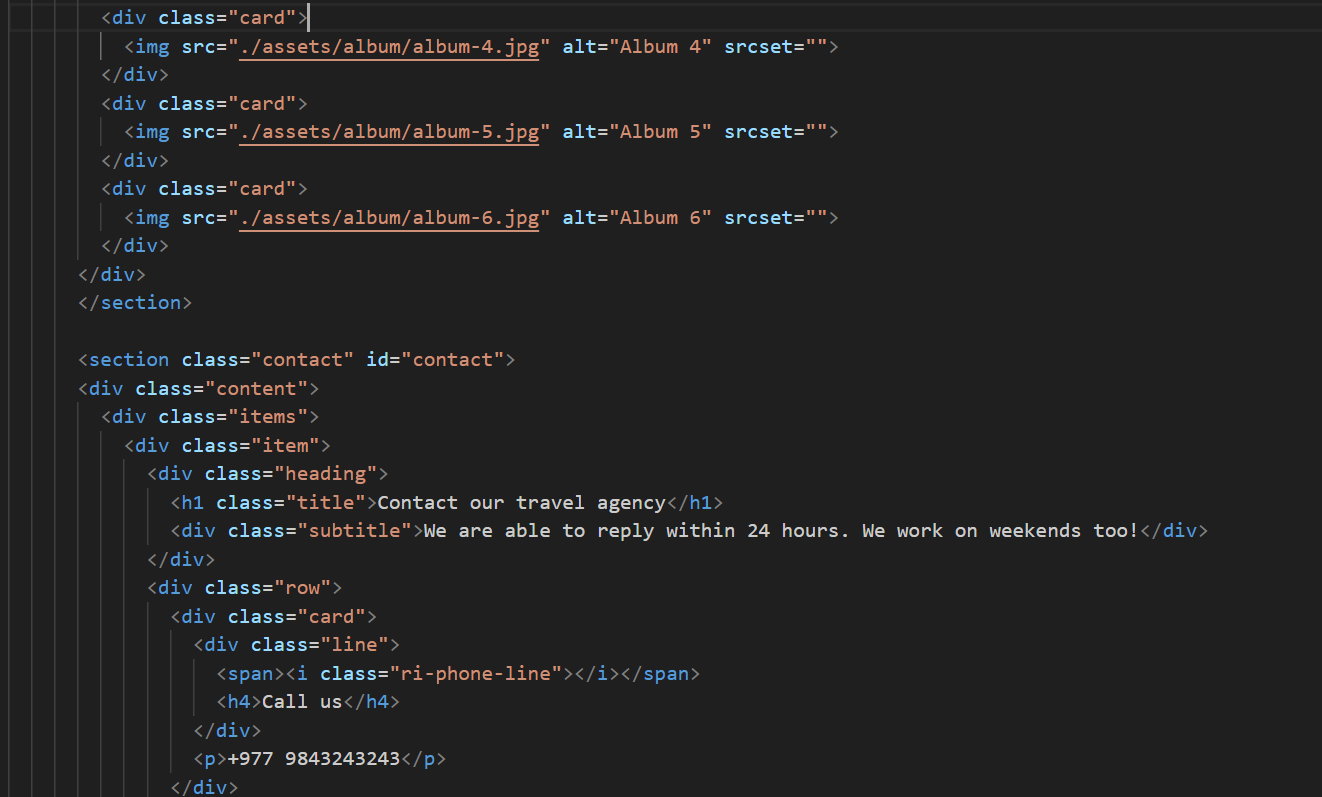 <div class="card">
<img src="./assets/album/album-4.jpg" alt="Album 4" srcset="">
</div>
<div class="card">
<img src="./assets/album/album-5.jpg" alt="Album 5" srcset="">
</div>
<div class="card">
<img src="./assets/album/album-6.jpg" alt="Album 6" srcset="">
</div>
</div>
</section>
<section class="contact" id="contact">
<div class="content">
<div class="items">
<div class="item">
<div class="heading">
<h1 class="title">Contact our travel agency</h1>
<div class="subtitle">We are able to reply within 24 hours. We work on weekends too!</div>
</div>
<div class="row">
<div class="card">
<div class="line">
<span><i class="ri-phone-line"></i></span>
<h4>Call us</h4>
</div>
<p>+977 9843243243</p>
</div>